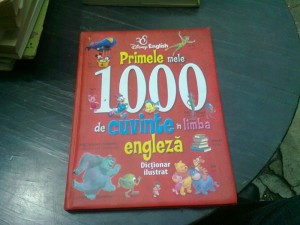 Disney English
Primele mele
1000
de cuvinte în limba
engleză
Dicționar
ilustrat